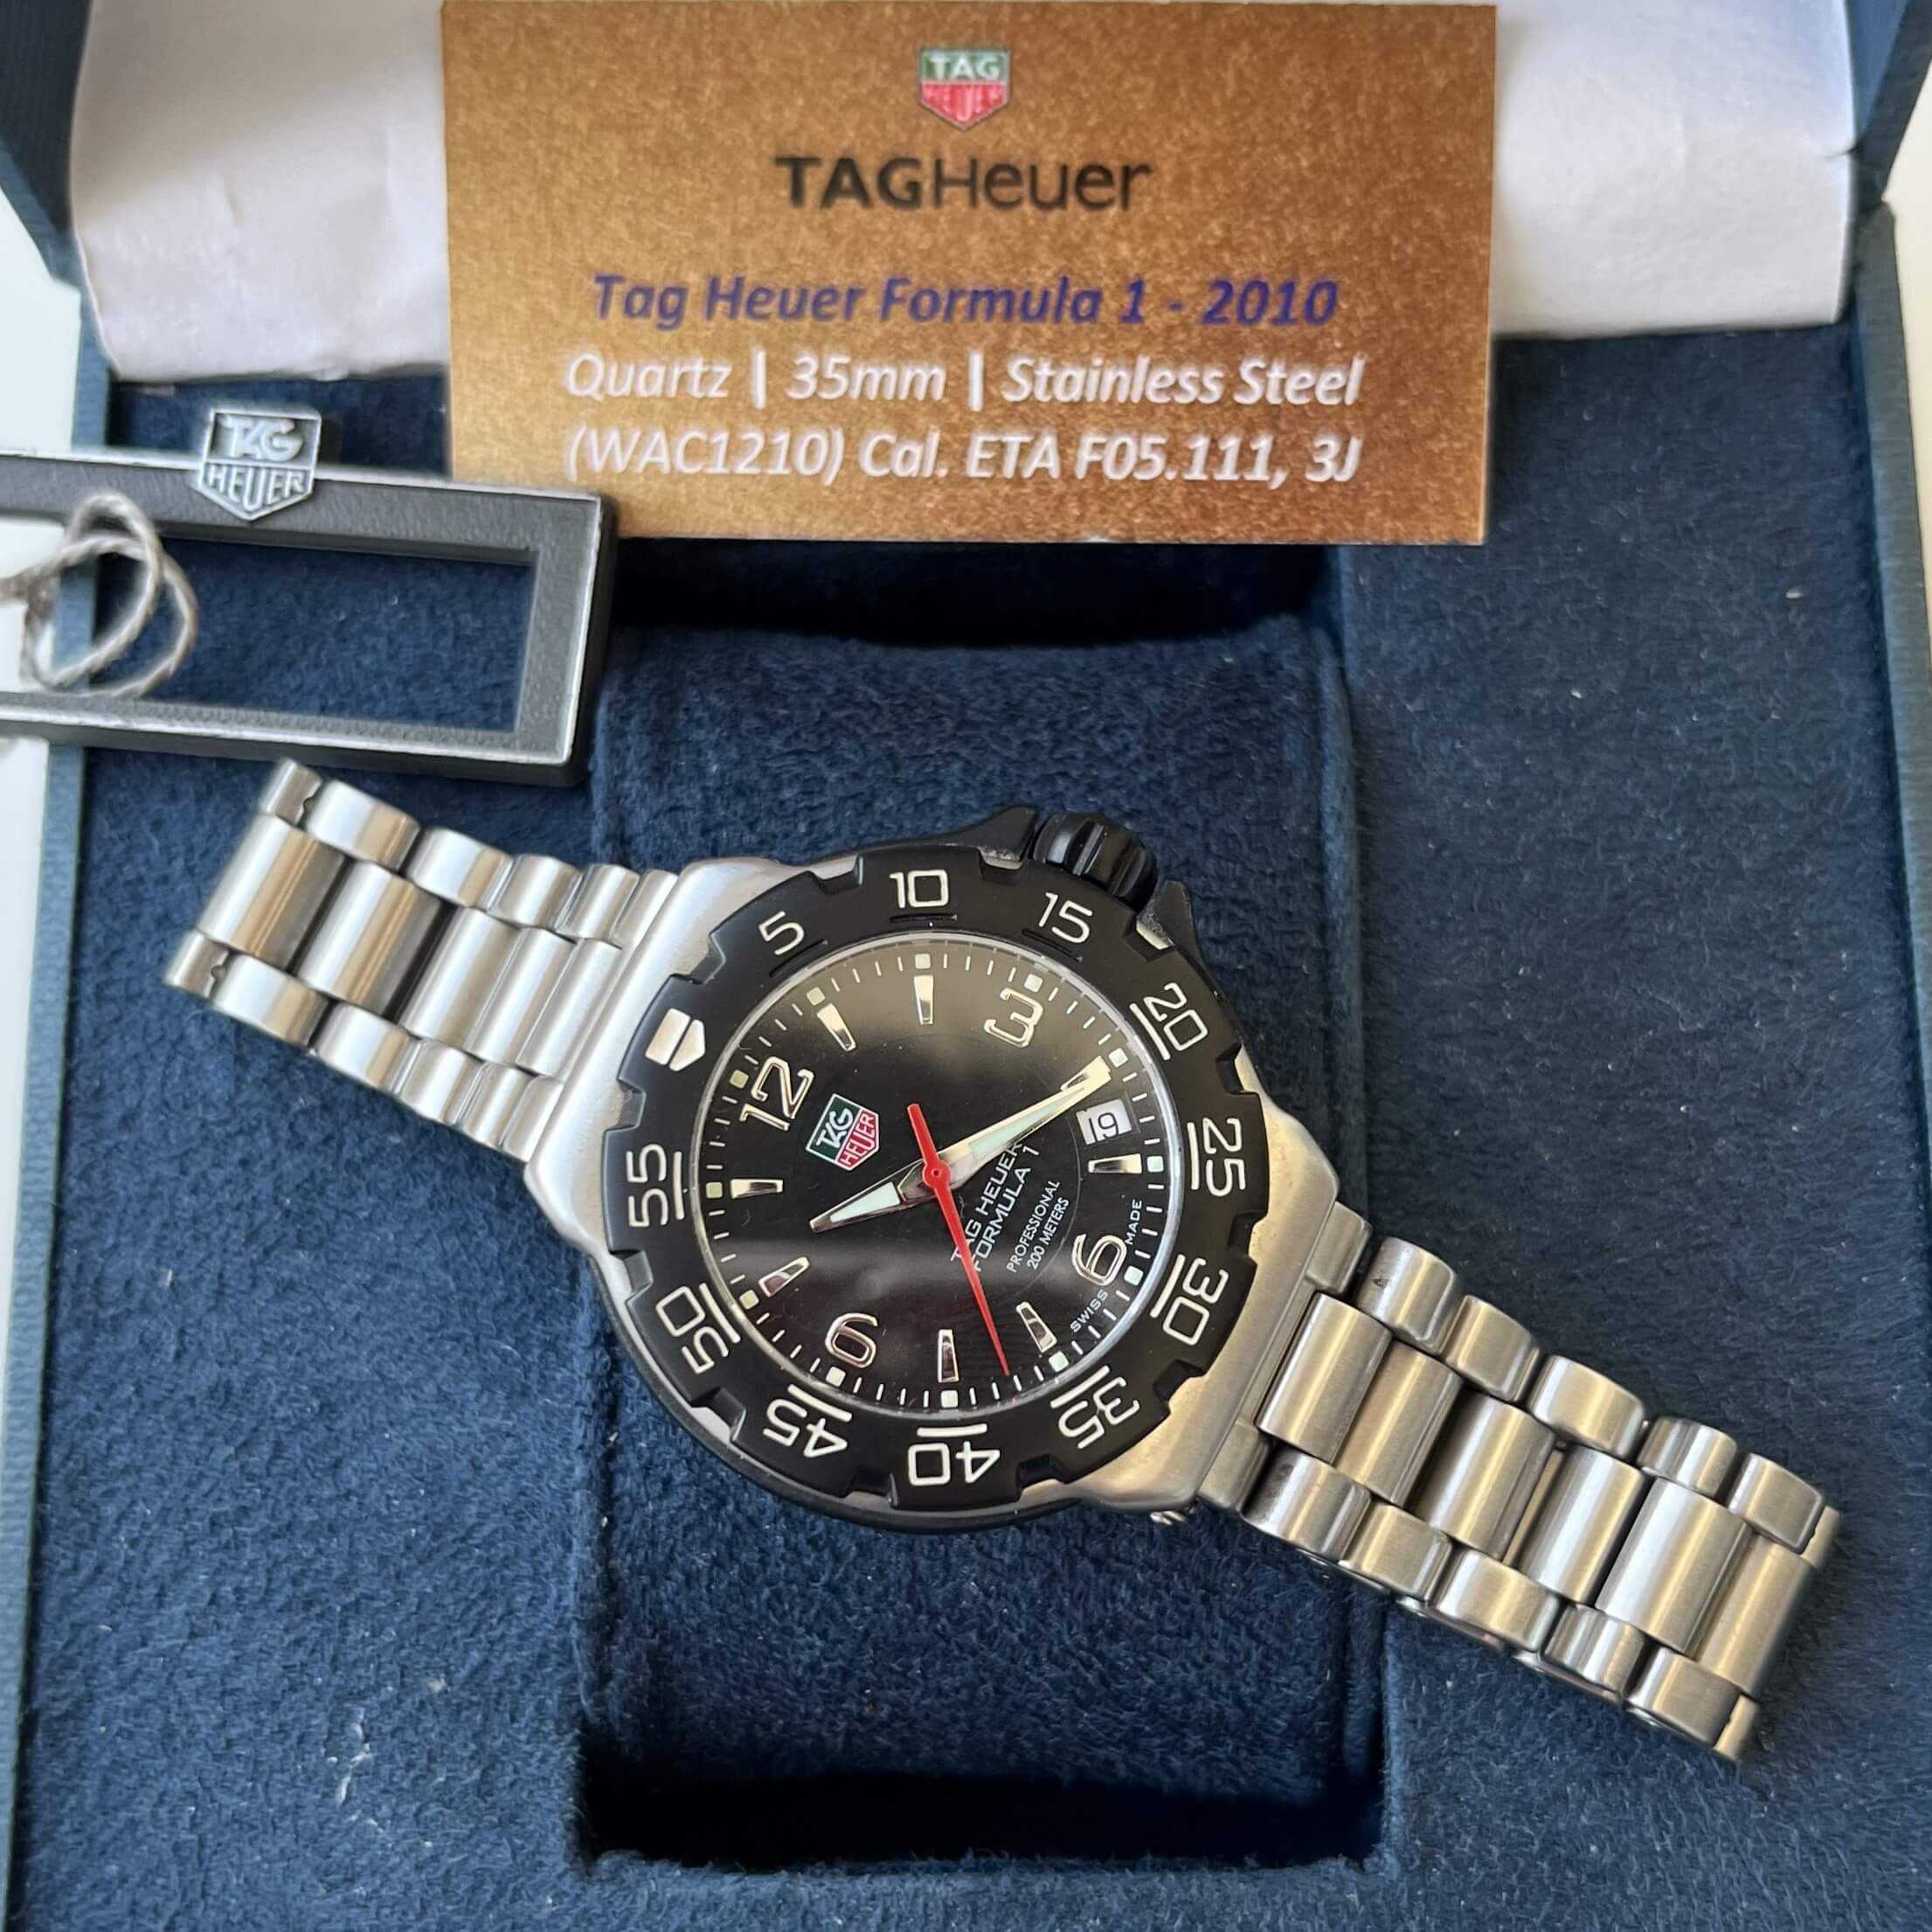 TAG
HEUER
TAGHeuer
Tag Heuer Formula 1 - 2010
Quartz | 35mm | Stainless Steel
(WAC1210) Cal. ETA F05.111, 3J
TAG
HEUER
5
10
15
20
25
30
35
40
45
50
55
12
3
6
9
TAG
HEUER
TAG HEUER
FORMULA 1
PROFESSIONAL
200 METERS
19
SWISS MADE